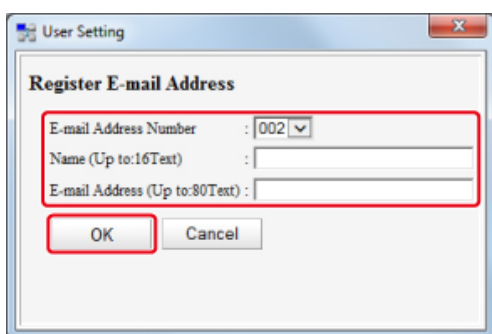 User Setting
Register E-mail Address
E-mail Address Number : 002
Name (Up to:16Text) :
E-mail Address (Up to:80Text) :
OK Cancel